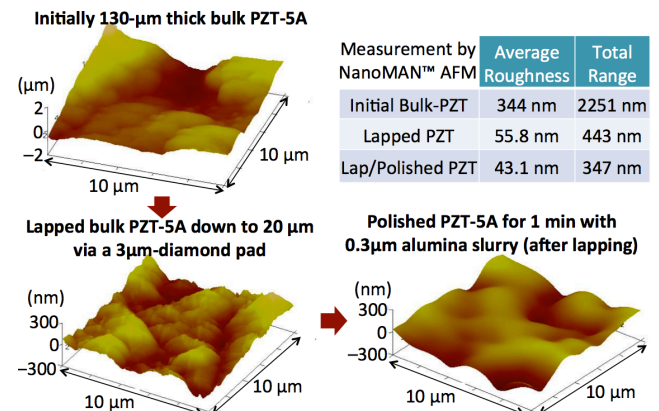 Initially 130-µm thick bulk PZT-5A
(µm)
2
0
−2
10 µm
10 µm
Measurement by NanoMAN™ AFM
Average Roughness
Total Range
Initial Bulk-PZT 344 nm 2251 nm
Lapped PZT 55.8 nm 443 nm
Lap/Polished PZT 43.1 nm 347 nm
Lapped bulk PZT-5A down to 20 µm
via a 3µm-diamond pad
(nm)
300
0
−300
10 µm
10 µm
Polished PZT-5A for 1 min with
0.3µm alumina slurry (after lapping)
(nm)
300
0
−300
10 µm
10 µm